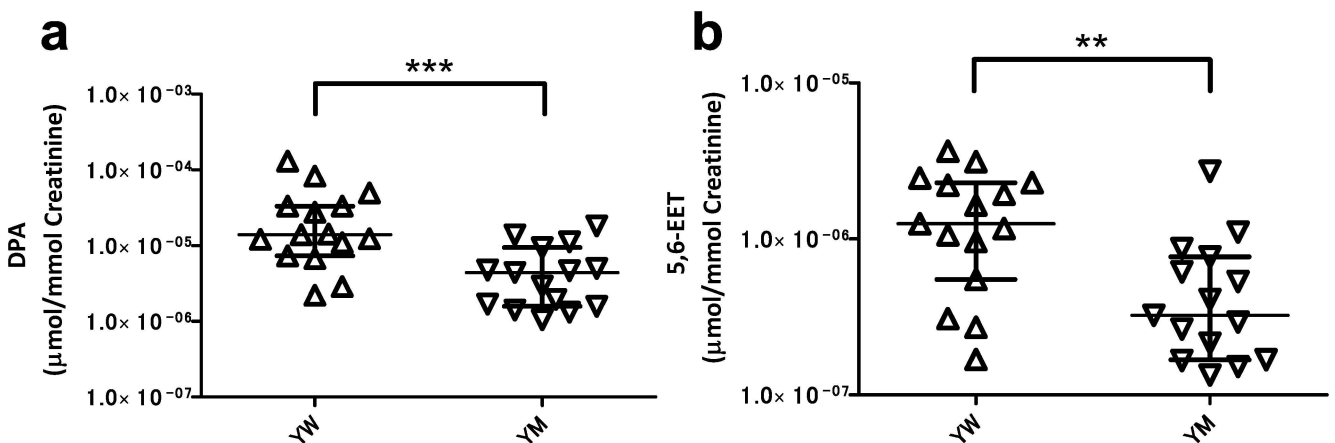 a
***
DPA
(μmol/mmol Creatinine)
1.0× 10 −03
1.0× 10 −04
1.0× 10 −05
1.0× 10 −06
1.0× 10 −07
YW
YM
b
**
5,6-EET
(μmol/mmol Creatinine)
1.0× 10 −05
1.0× 10 −06
1.0× 10 −07
YW
YM